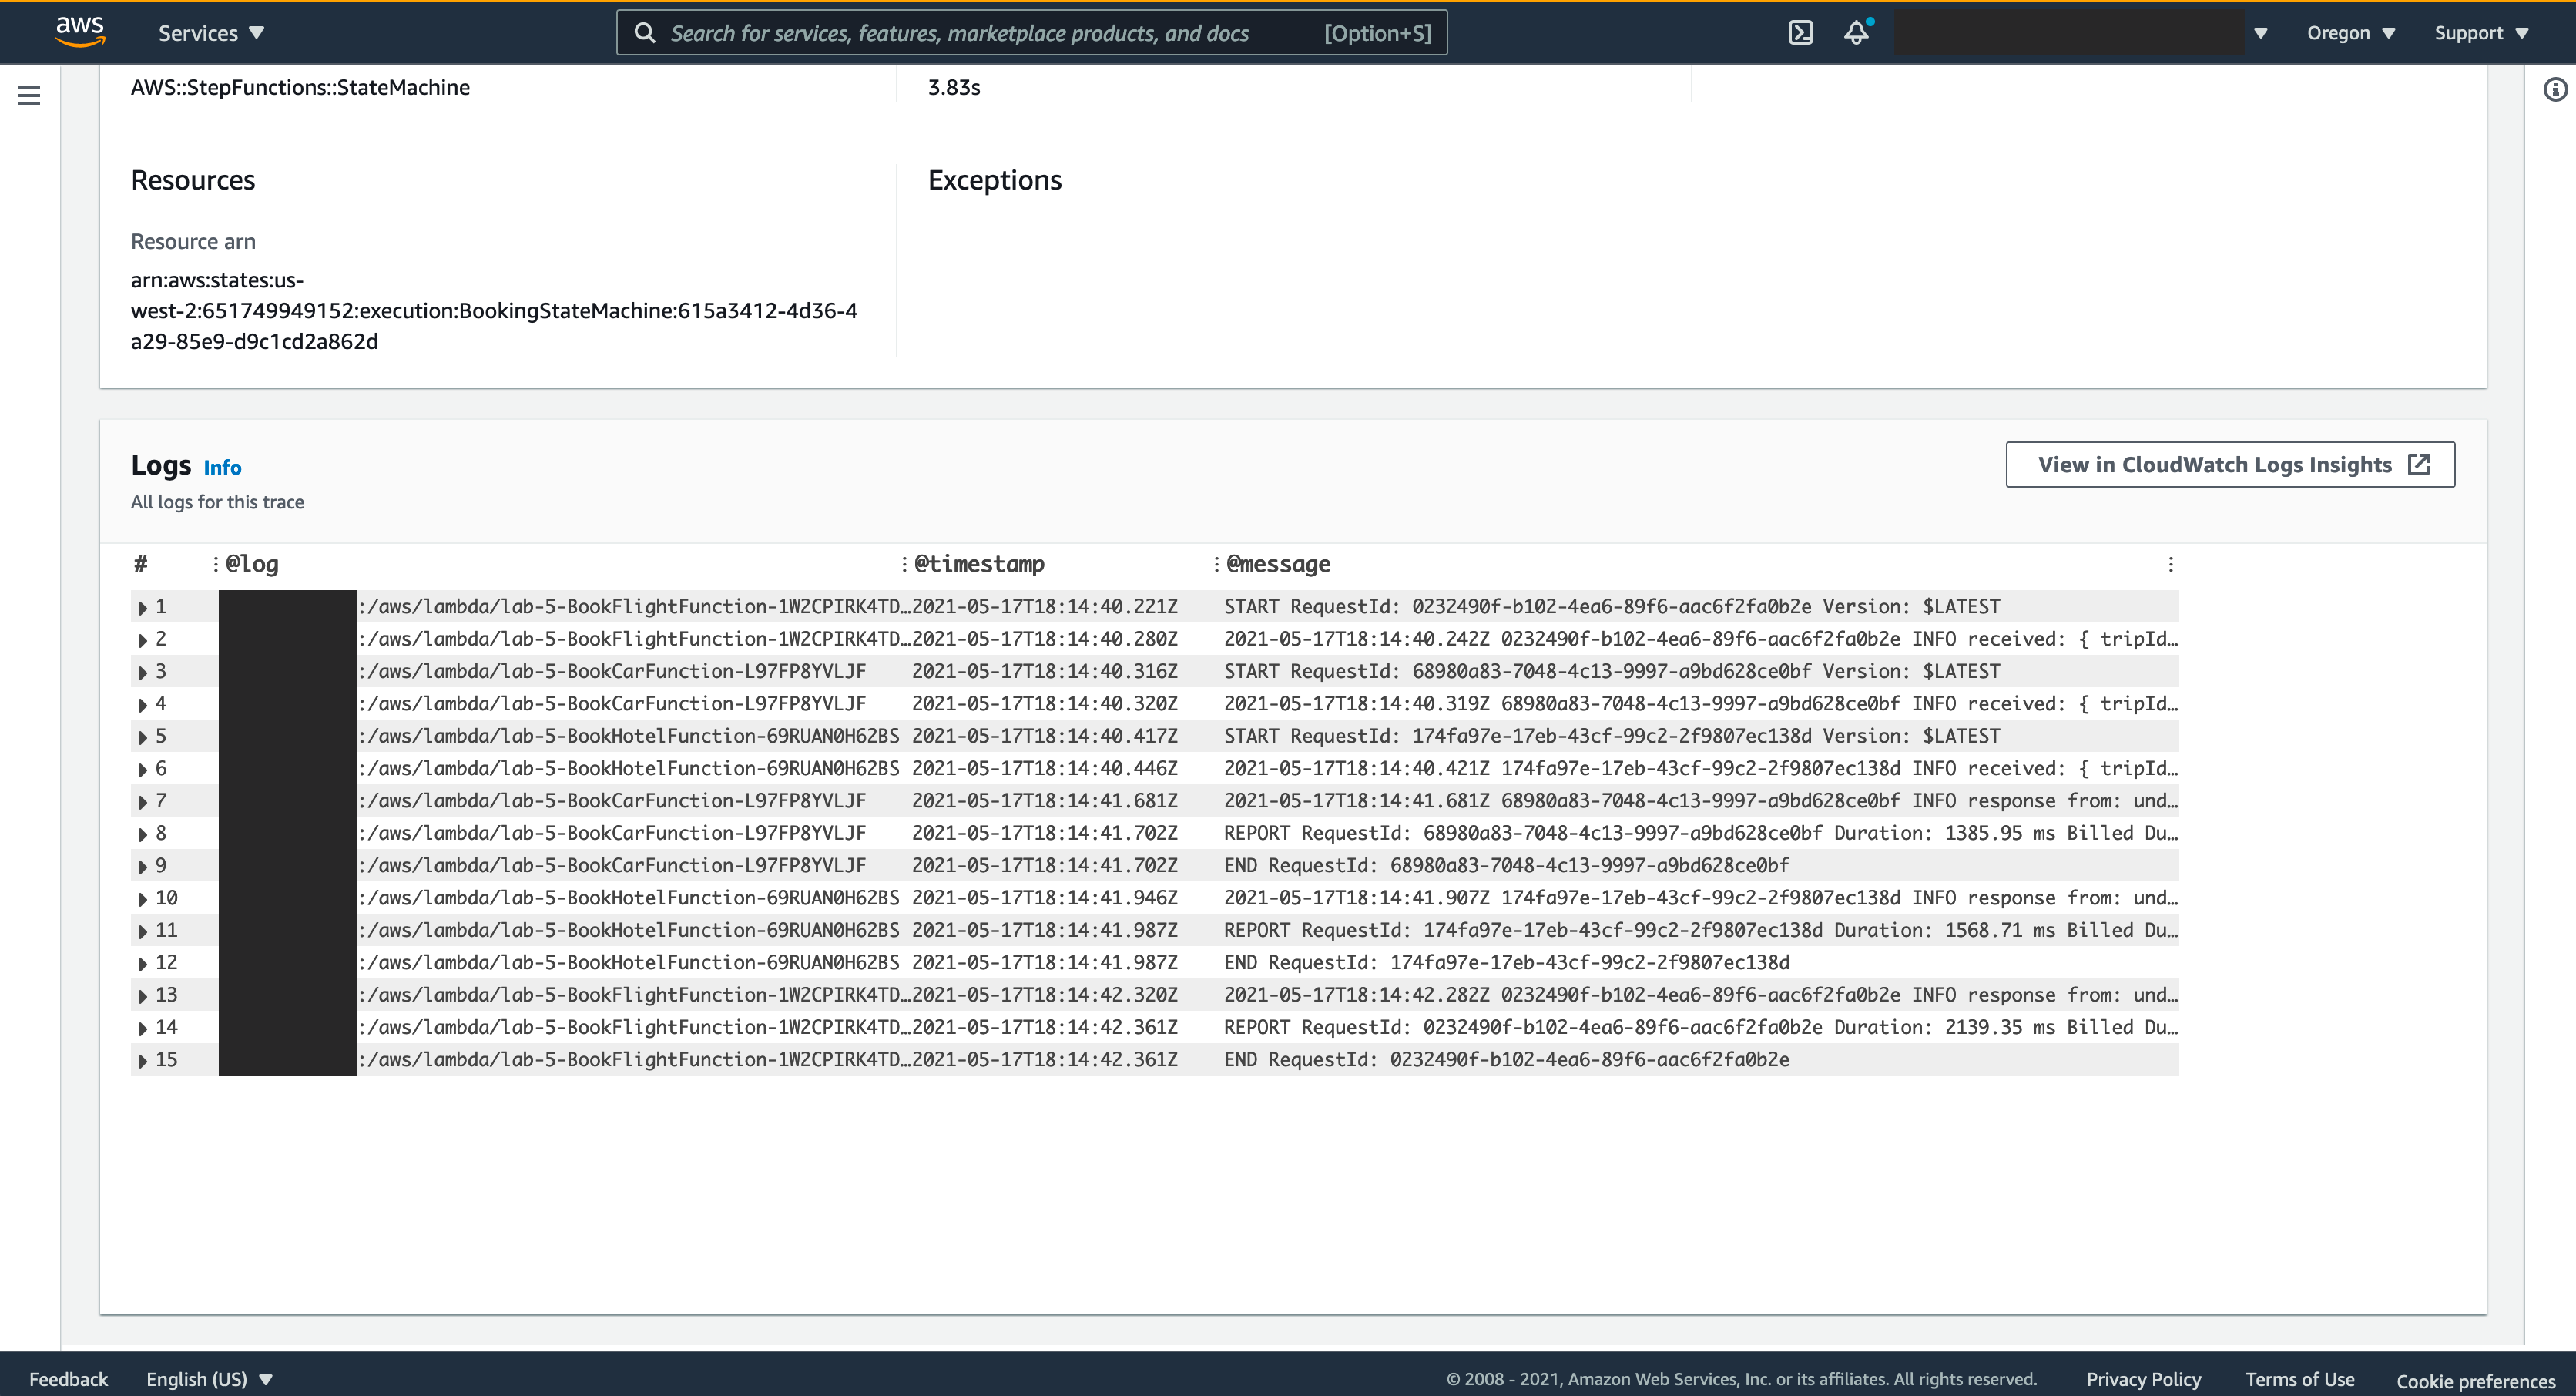 aws Services Search for services, features, marketplace products, and docs [Option+S] Oregon Support
AWS::StepFunctions::StateMachine 3.83s
Resources Exceptions
Resource arn
arn:aws:states:us-
west-2:651749949152:execution:BookingStateMachine:615a3412-4d36-4
a29-85e9-d9c1cd2a862d
Logs Info View in CloudWatch Logs Insights
All logs for this trace
# @log @timestamp @message
1 :/aws/lambda/lab-5-BookFlightFunction-1W2CPIRK4TD… 2021-05-17T18:14:40.221Z START RequestId: 0232490f-b102-4ea6-89f6-aac6f2fa0b2e Version: $LATEST
2 :/aws/lambda/lab-5-BookFlightFunction-1W2CPIRK4TD… 2021-05-17T18:14:40.280Z 2021-05-17T18:14:40.242Z 0232490f-b102-4ea6-89f6-aac6f2fa0b2e INFO received: { tripId…
3 :/aws/lambda/lab-5-BookCarFunction-L97FP8YVLJF 2021-05-17T18:14:40.316Z START RequestId: 68980a83-7048-4c13-9997-a9bd628ce0bf Version: $LATEST
4 :/aws/lambda/lab-5-BookCarFunction-L97FP8YVLJF 2021-05-17T18:14:40.320Z 2021-05-17T18:14:40.319Z 68980a83-7048-4c13-9997-a9bd628ce0bf INFO received: { tripId…
5 :/aws/lambda/lab-5-BookHotelFunction-69RUAN0H62BS 2021-05-17T18:14:40.417Z START RequestId: 174fa97e-17eb-43cf-99c2-2f9807ec138d Version: $LATEST
6 :/aws/lambda/lab-5-BookHotelFunction-69RUAN0H62BS 2021-05-17T18:14:40.446Z 2021-05-17T18:14:40.421Z 174fa97e-17eb-43cf-99c2-2f9807ec138d INFO received: { tripId…
7 :/aws/lambda/lab-5-BookCarFunction-L97FP8YVLJF 2021-05-17T18:14:41.681Z 2021-05-17T18:14:41.681Z 68980a83-7048-4c13-9997-a9bd628ce0bf INFO response from: und…
8 :/aws/lambda/lab-5-BookCarFunction-L97FP8YVLJF 2021-05-17T18:14:41.702Z REPORT RequestId: 68980a83-7048-4c13-9997-a9bd628ce0bf Duration: 1385.95 ms Billed Du…
9 :/aws/lambda/lab-5-BookCarFunction-L97FP8YVLJF 2021-05-17T18:14:41.702Z END RequestId: 68980a83-7048-4c13-9997-a9bd628ce0bf
10 :/aws/lambda/lab-5-BookHotelFunction-69RUAN0H62BS 2021-05-17T18:14:41.946Z 2021-05-17T18:14:41.907Z 174fa97e-17eb-43cf-99c2-2f9807ec138d INFO response from: und…
11 :/aws/lambda/lab-5-BookHotelFunction-69RUAN0H62BS 2021-05-17T18:14:41.987Z REPORT RequestId: 174fa97e-17eb-43cf-99c2-2f9807ec138d Duration: 1568.71 ms Billed Du…
12 :/aws/lambda/lab-5-BookHotelFunction-69RUAN0H62BS 2021-05-17T18:14:41.987Z END RequestId: 174fa97e-17eb-43cf-99c2-2f9807ec138d
13 :/aws/lambda/lab-5-BookFlightFunction-1W2CPIRK4TD… 2021-05-17T18:14:42.320Z 2021-05-17T18:14:42.282Z 0232490f-b102-4ea6-89f6-aac6f2fa0b2e INFO response from: und…
14 :/aws/lambda/lab-5-BookFlightFunction-1W2CPIRK4TD… 2021-05-17T18:14:42.361Z REPORT RequestId: 0232490f-b102-4ea6-89f6-aac6f2fa0b2e Duration: 2139.35 ms Billed Du…
15 :/aws/lambda/lab-5-BookFlightFunction-1W2CPIRK4TD… 2021-05-17T18:14:42.361Z END RequestId: 0232490f-b102-4ea6-89f6-aac6f2fa0b2e
Feedback English (US) © 2008 - 2021, Amazon Web Services, Inc. or its affiliates. All rights reserved. Privacy Policy Terms of Use Cookie preferences